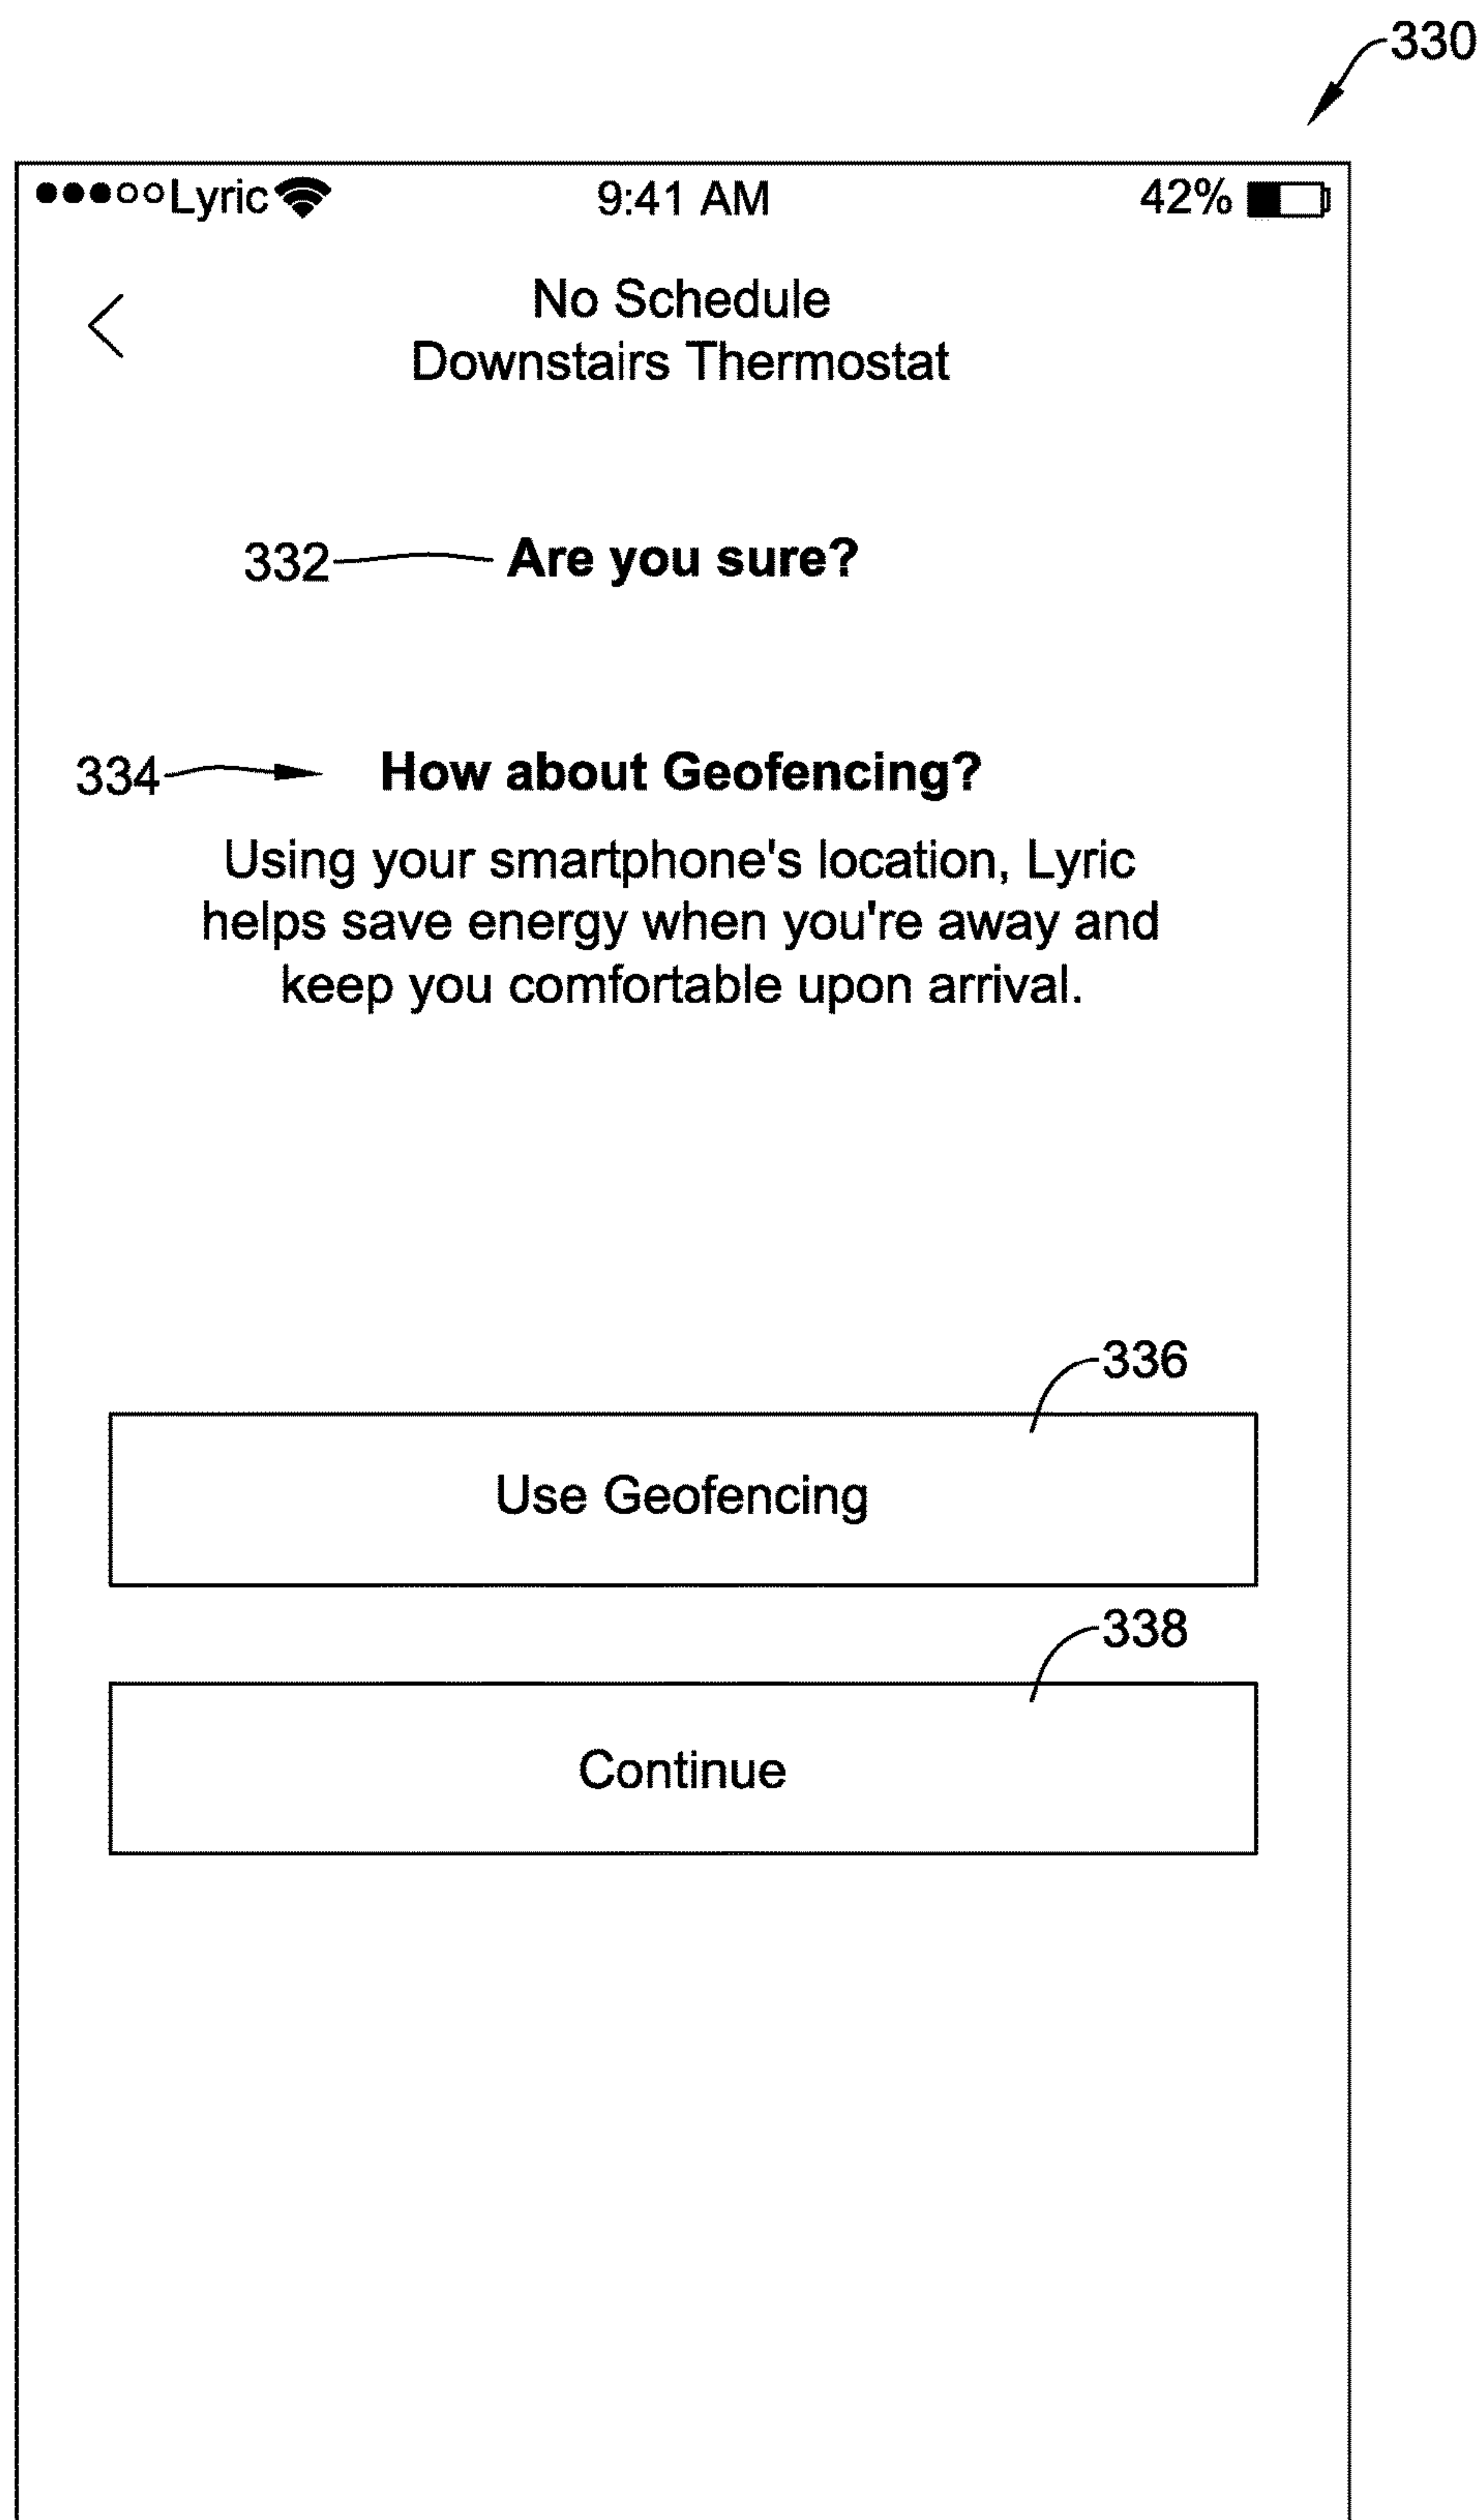 330
Lyric 9:41 AM 42%
No Schedule
Downstairs Thermostat
332 Are you sure?
334 How about Geofencing?
Using your smartphone's location, Lyric
helps save energy when you're away and
keep you comfortable upon arrival.
336
Use Geofencing
338
Continue